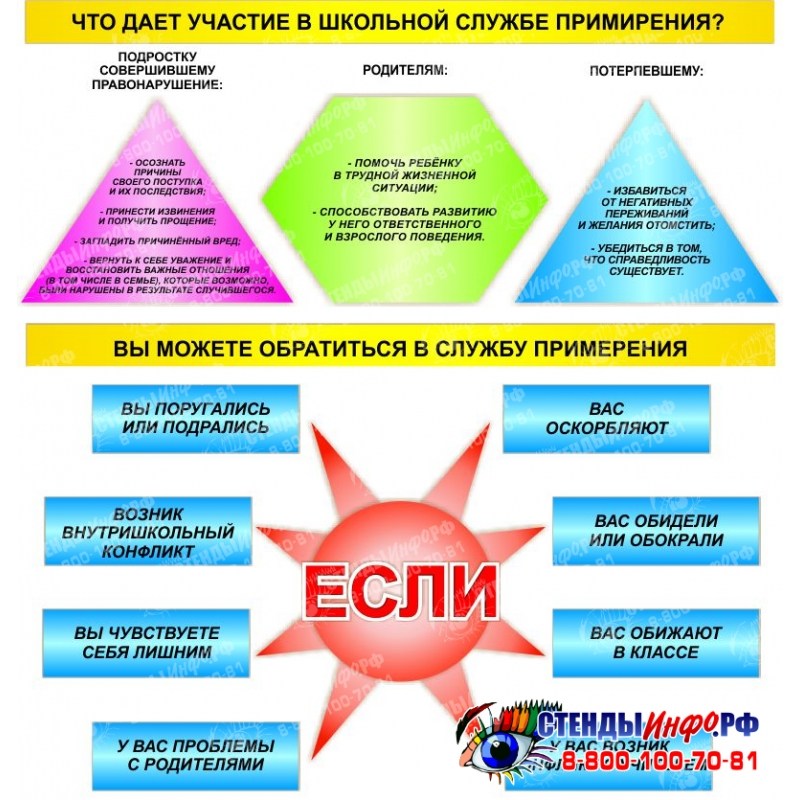 ЧТО ДАЕТ УЧАСТИЕ В ШКОЛЬНОЙ СЛУЖБЕ ПРИМИРЕНИЯ?
ПОДРОСТКУ
СОВЕРШИВШЕМУ
ПРАВОНАРУШЕНИЕ:
- ОСОЗНАТЬ
ПРИЧИНЫ
СВОЕГО ПОСТУПКА
И ИХ ПОСЛЕДСТВИЯ;
- ПРИНЕСТИ ИЗВИНЕНИЯ
И ПОЛУЧИТЬ ПРОЩЕНИЕ;
- ЗАГЛАДИТЬ ПРИЧИНЁННЫЙ ВРЕД;
- ВЕРНУТЬ К СЕБЕ УВАЖЕНИЕ И
ВОССТАНОВИТЬ ВАЖНЫЕ ОТНОШЕНИЯ
(В ТОМ ЧИСЛЕ В СЕМЬЕ), КОТОРЫЕ ВОЗМОЖНО,
БЫЛИ НАРУШЕНЫ В РЕЗУЛЬТАТЕ СЛУЧИВШЕГОСЯ.
РОДИТЕЛЯМ:
- ПОМОЧЬ РЕБЁНКУ
В ТРУДНОЙ ЖИЗНЕННОЙ
СИТУАЦИИ;
- СПОСОБСТВОВАТЬ РАЗВИТИЮ
У НЕГО ОТВЕТСТВЕННОГО
И ВЗРОСЛОГО ПОВЕДЕНИЯ.
ПОТЕРПЕВШЕМУ:
- ИЗБАВИТЬСЯ
ОТ НЕГАТИВНЫХ
ПЕРЕЖИВАНИЙ
И ЖЕЛАНИЯ ОТОМСТИТЬ;
- УБЕДИТЬСЯ В ТОМ,
ЧТО СПРАВЕДЛИВОСТЬ
СУЩЕСТВУЕТ.
ВЫ МОЖЕТЕ ОБРАТИТЬСЯ В СЛУЖБУ ПРИМЕРЕНИЯ
ЕСЛИ
ВЫ ПОРУГАЛИСЬ
ИЛИ ПОДРАЛИСЬ
ВОЗНИК
ВНУТРИШКОЛЬНЫЙ
КОНФЛИКТ
ВЫ ЧУВСТВУЕТЕ
СЕБЯ ЛИШНИМ
У ВАС ПРОБЛЕМЫ
С РОДИТЕЛЯМИ
ВАС
ОСКОРБЛЯЮТ
ВАС ОБИДЕЛИ
ИЛИ ОБОКРАЛИ
ВАС ОБИЖАЮТ
В КЛАССЕ
У ВАС ВОЗНИК
СТЕНДЫИнфо.РФ
8-800-100-70-81